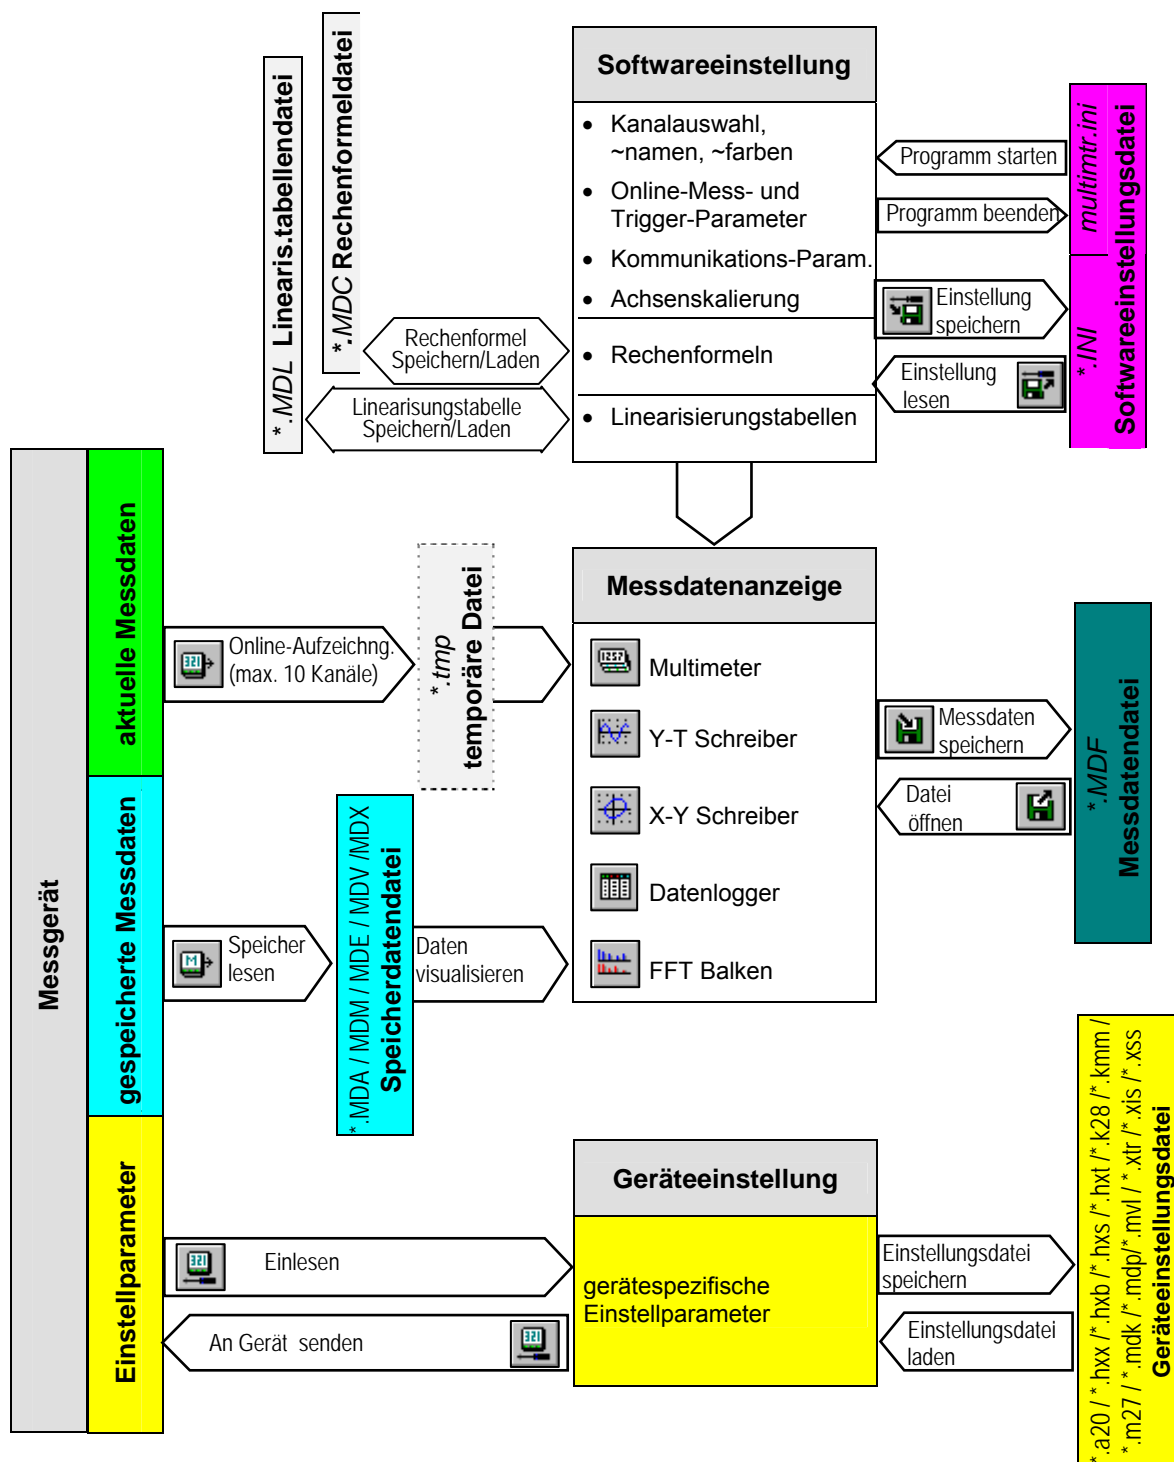 Softwareeinstellung
• Kanalauswahl,
~namen, ~farben
• Online-Mess- und
Trigger-Parameter
• Kommunikations-Param.
• Achsenskalierung
• Rechenformeln
• Linearisierungstabellen
*.MDL Linearis.tabellendatei
*.MDC Rechenformeldatei
Rechenformel
Speichern/Laden
Linearisungstabelle
Speichern/Laden
Programm starten
Programm beenden
Einstellung
speichern
Einstellung
lesen
*.INI multimtr.ini
Softwareeinstellungsdatei
Messgerät
aktuelle Messdaten
gespeicherte Messdaten
Einstellparameter
321
Online-Aufzeichng.
(max. 10 Kanäle)
*.tmp
temporäre Datei
Messdatenanzeige
1257
Multimeter
Y-T Schreiber
X-Y Schreiber
Datenlogger
FFT Balken
Messdaten
speichern
Datei
öffnen
*.MDF
Messdatendatei
M
Speicher
lesen
*.MDA / MDM / MDE / MDV /MDX
Speicherdatendatei
Daten
visualisieren
Geräteeinstellung
gerätespezifische
Einstellparameter
321
Einlesen
An Gerät senden
321
Einstellungsdatei
speichern
Einstellungsdatei
laden
*.a20 / *.hxx /*.hxb /*.hxs /*.hxt /*.k28 /*.kmm /
*.m27 / *.mdk /*.mdp/*.mvl / *.xtr /*.xis /*.xss
Geräteeinstellungsdatei